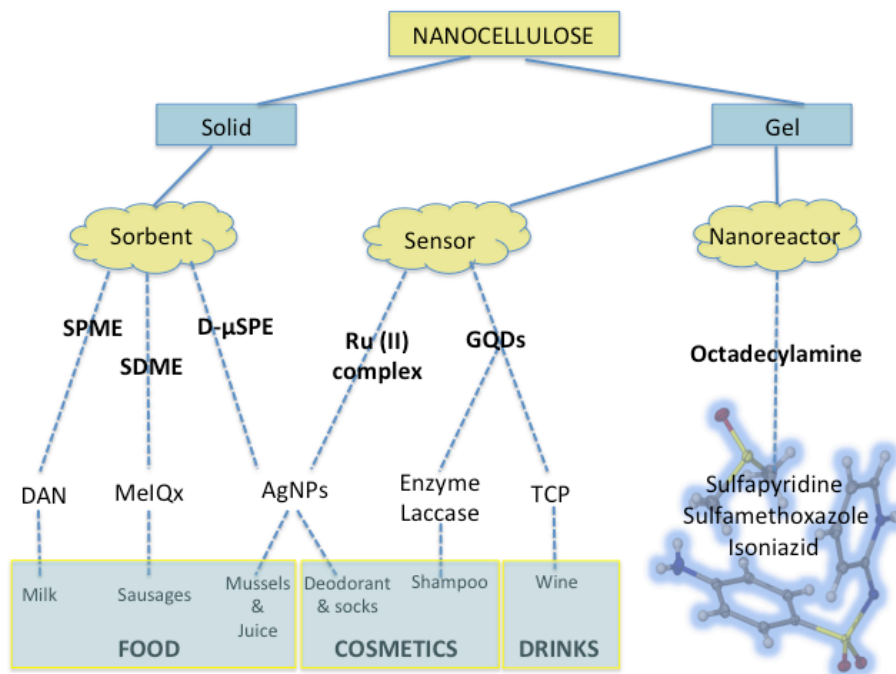 NANOCELLULOSE
Solid
Gel
Sorbent
Sensor
Nanoreactor
SPME
SDME
D-µSPE
Ru (II)
complex
GQDs
Octadecylamine
DAN
MeIQx
AgNPs
Enzyme
Laccase
TCP
Sulfapyridine
Sulfamethoxazole
Isoniazid
Milk
Sausages
Mussels
&
Juice
Deodorant
& socks
Shampoo
Wine
FOOD
COSMETICS
DRINKS